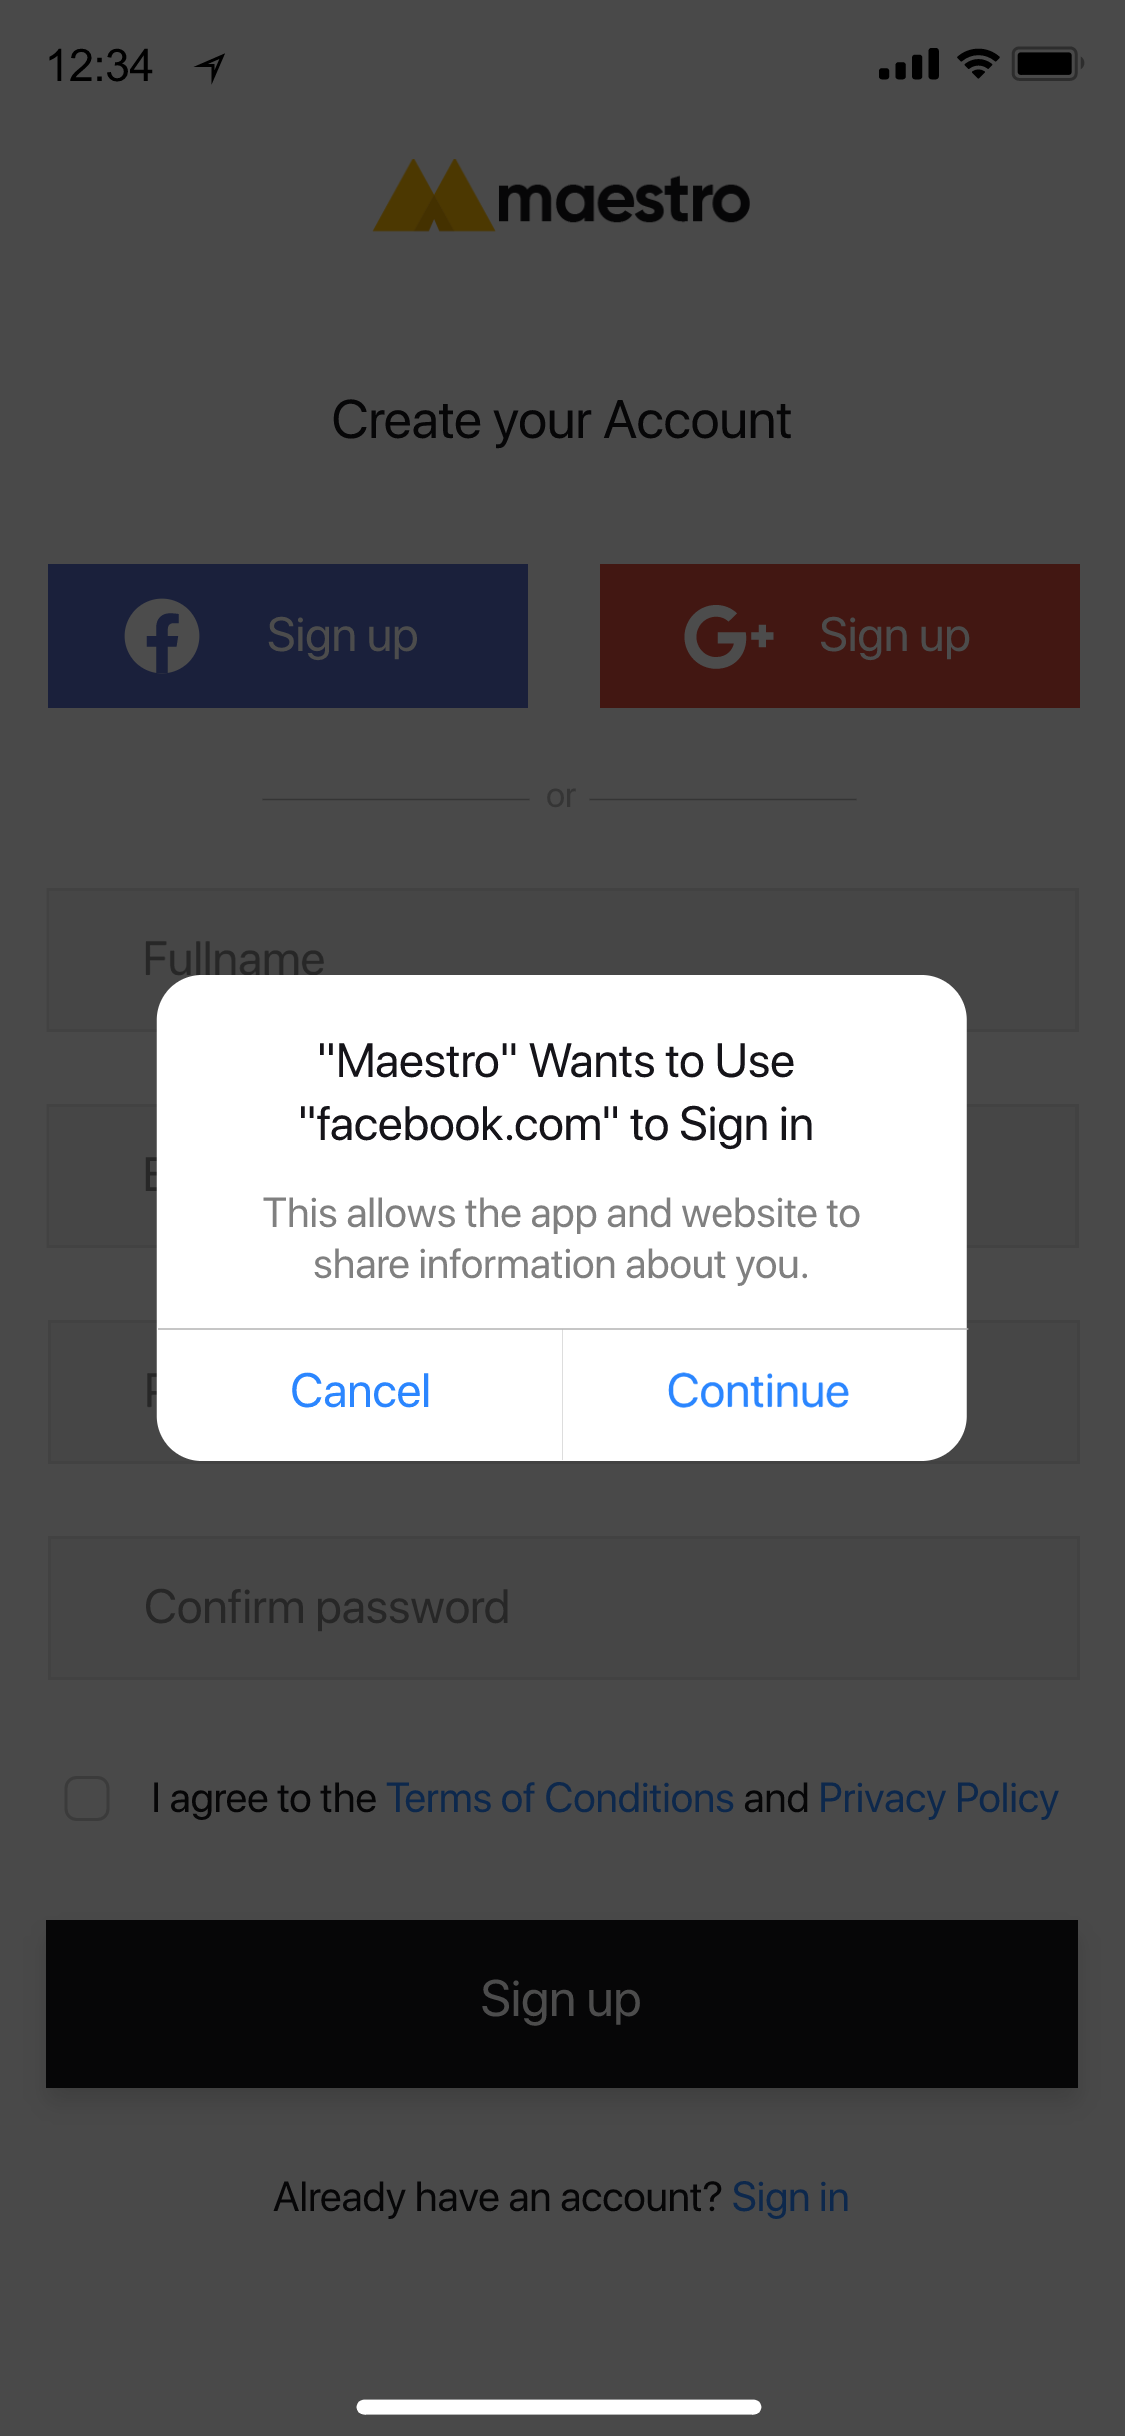 12:34
maestro
Create your Account
Sign up
Sign up
or
Fullname
"Maestro" Wants to Use
"facebook.com" to Sign in
This allows the app and website to
share information about you.
Cancel
Continue
Confirm password
I agree to the Terms of Conditions and Privacy Policy
Sign up
Already have an account? Sign in